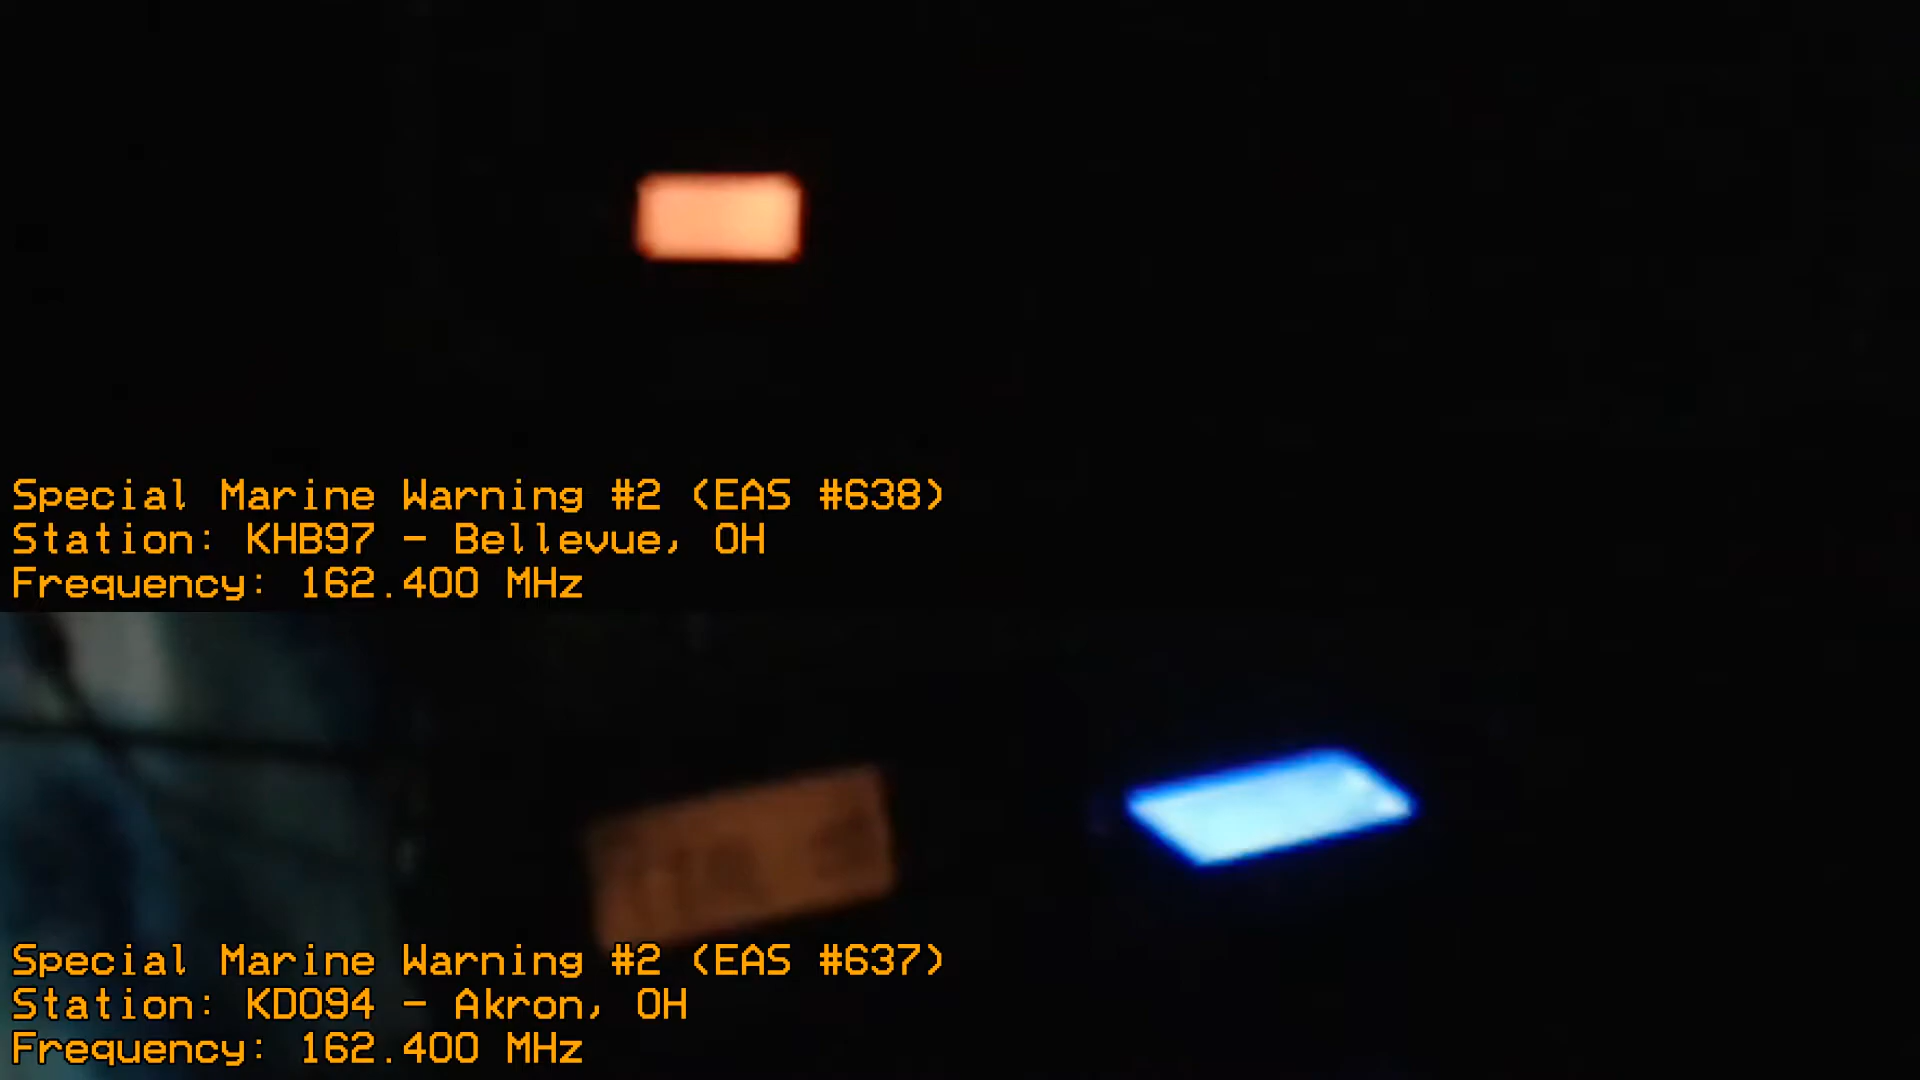 Special Marine Warning #2 (EAS #638)
Station: KHB97 - Bellevue, OH
Frequency: 162.400 MHz
Special Marine Warning #2 (EAS #637)
Station: KDO94 - Akron, OH
Frequency: 162.400 MHz